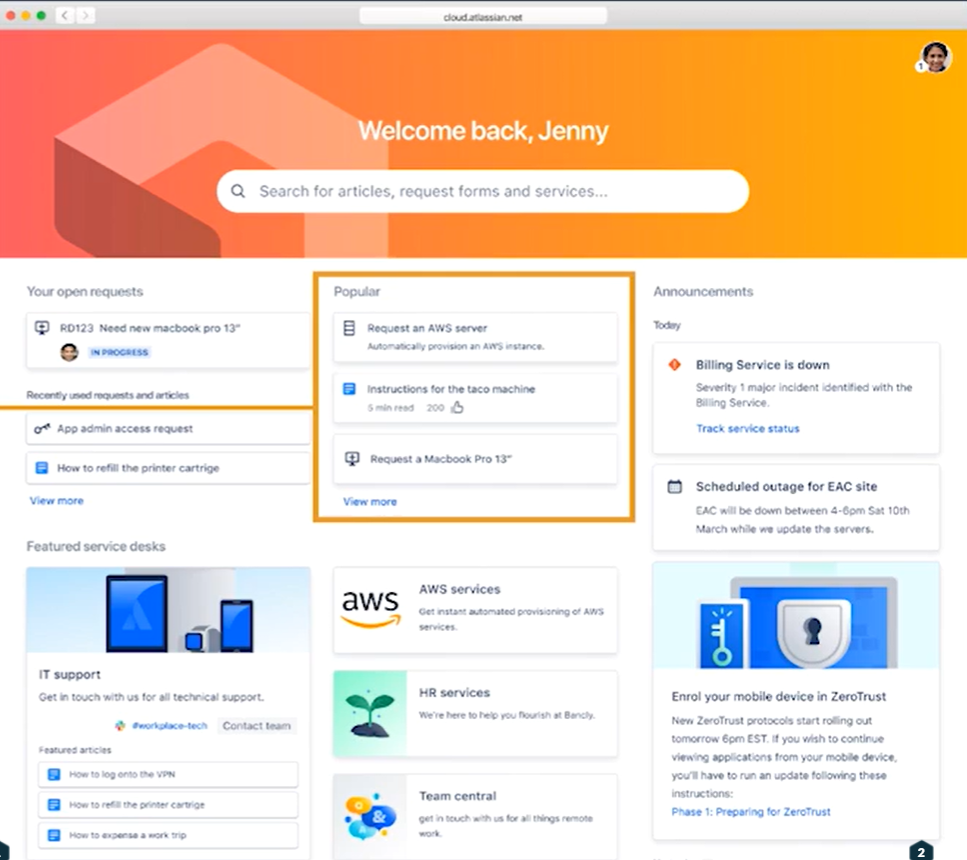 cloud.atlassian.net
1
Welcome back, Jenny
Search for articles, request forms and services...
Your open requests
RD123 Need new macbook pro 13"
IN PROGRESS
Recently used requests and articles
App admin access request
How to refill the printer cartrige
View more
Popular
Request an AWS server
Automatically provision an AWS instance.
Instructions for the taco machine
5 min read 200
Request a Macbook Pro 13"
View more
Announcements
Today
Billing Service is down
Severity 1 major incident identified with the
Billing Service.
Track service status
Scheduled outage for EAC site
EAC will be down between 4-6pm Sat 10th
March while we update the servers.
Featured service desks
IT support
Get in touch with us for all technical support.
#workplace-tech Contact team
Featured articles
How to log onto the VPN
How to refill the printer cartrige
How to expense a work trip
aws
AWS services
Get instant automated provisioning of AWS
services.
HR services
We're here to help you flourish at Bancly.
&
Team central
get in touch with us for all things remote
work.
Enrol your mobile device in ZeroTrust
New ZeroTrust protocols start rolling out
tomorrow 6pm EST. If you wish to continue
viewing applications from your mobile device,
you'll have to run an update following these
instructions:
Phase 1: Preparing for ZeroTrust
2